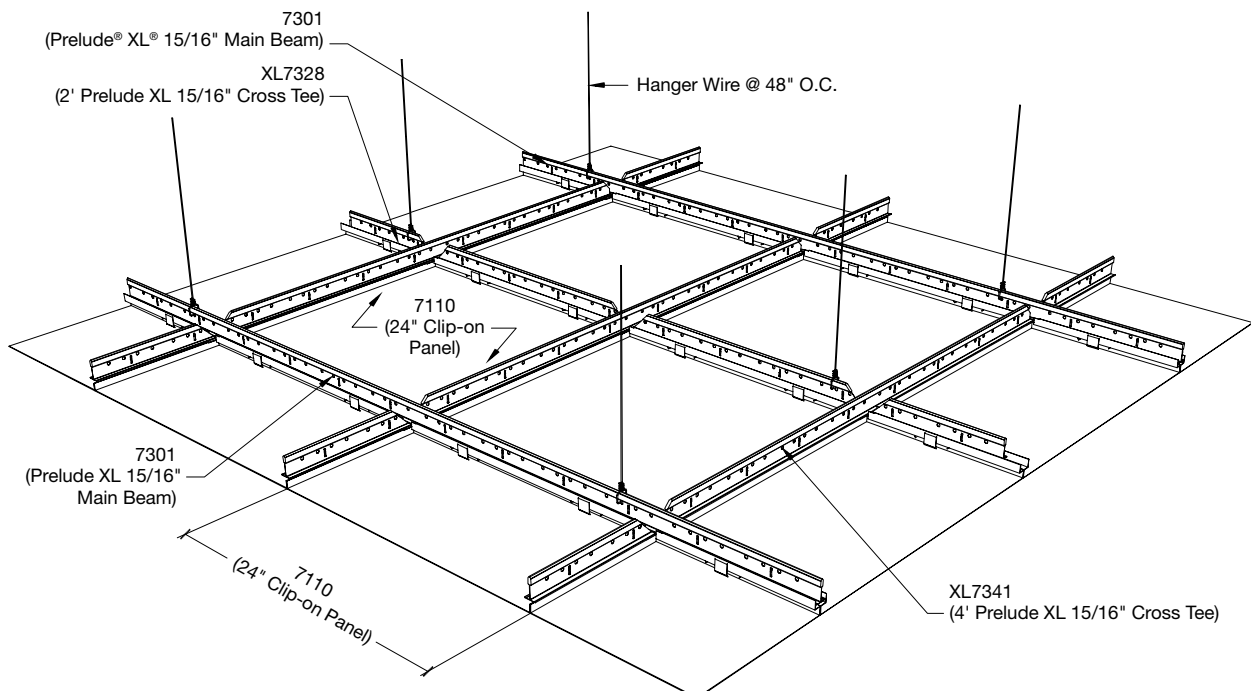 7301
(Prelude® XL® 15/16" Main Beam)
XL7328
(2' Prelude XL 15/16" Cross Tee)
Hanger Wire @ 48" O.C.
7110
(24" Clip-on
Panel)
7301
(Prelude XL 15/16"
Main Beam)
7110
(24" Clip-on Panel)
XL7341
(4' Prelude XL 15/16" Cross Tee)